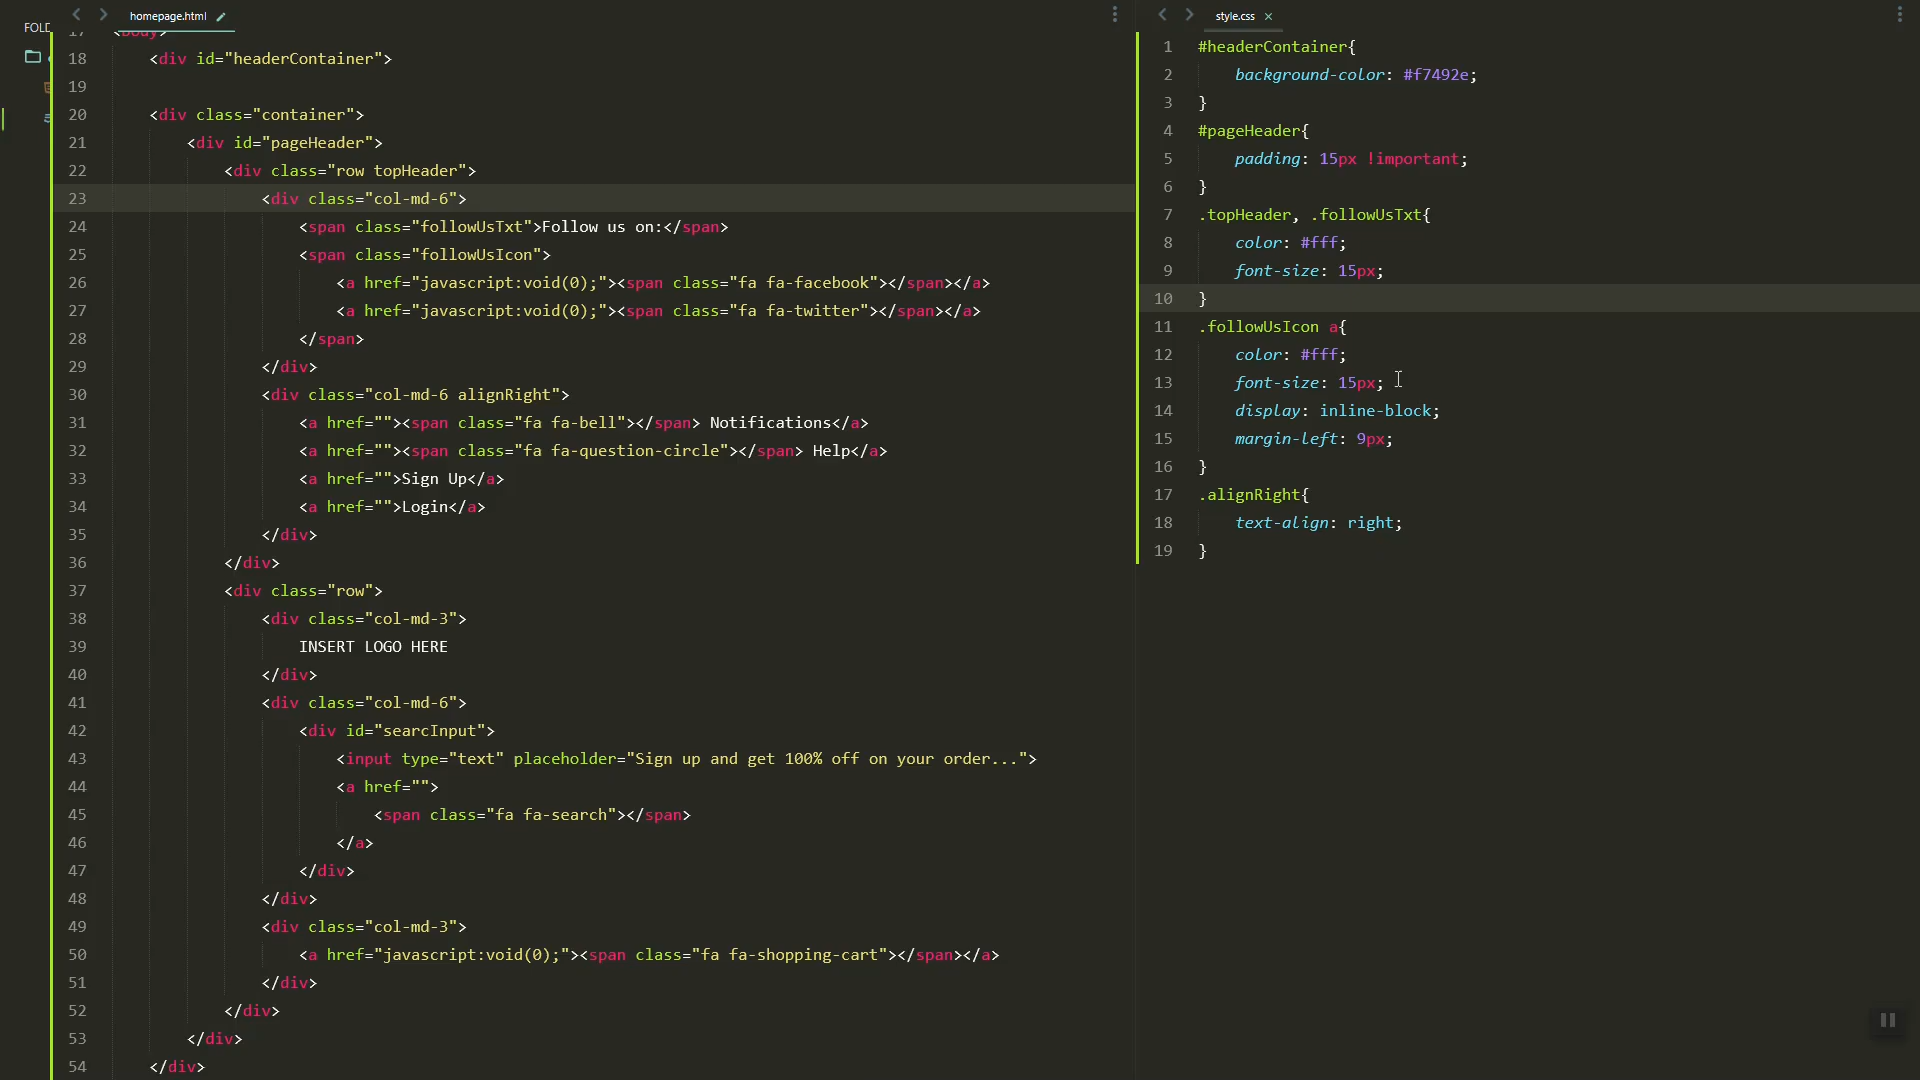 FOLD
homepage.html
17 <body>
18 <div id="headerContainer">
19
20 <div class="container">
21 <div id="pageHeader">
22 <div class="row topHeader">
23 <div class="col-md-6">
24 <span class="followUsTxt">Follow us on:</span>
25 <span class="followUsIcon">
26 <a href="javascript:void(0);"><span class="fa fa-facebook"></span></a>
27 <a href="javascript:void(0);"><span class="fa fa-twitter"></span></a>
28 </span>
29 </div>
30 <div class="col-md-6 alignRight">
31 <a href=""><span class="fa fa-bell"></span> Notifications</a>
32 <a href=""><span class="fa fa-question-circle"></span> Help</a>
33 <a href="">Sign Up</a>
34 <a href="">Login</a>
35 </div>
36 </div>
37 <div class="row">
38 <div class="col-md-3">
39 INSERT LOGO HERE
40 </div>
41 <div class="col-md-6">
42 <div id="searcInput">
43 <input type="text" placeholder="Sign up and get 100% off on your order...">
44 <a href="">
45 <span class="fa fa-search"></span>
46 </a>
47 </div>
48 </div>
49 <div class="col-md-3">
50 <a href="javascript:void(0);"><span class="fa fa-shopping-cart"></span></a>
51 </div>
52 </div>
53 </div>
54 </div>
style.css
1 #headerContainer{
2 background-color: #f7492e;
3 }
4 #pageHeader{
5 padding: 15px !important;
6 }
7 .topHeader, .followUsTxt{
8 color: #fff;
9 font-size: 15px;
10 }
11 .followUsIcon a{
12 color: #fff;
13 font-size: 15px;
14 display: inline-block;
15 margin-left: 9px;
16 }
17 .alignRight{
18 text-align: right;
19 }